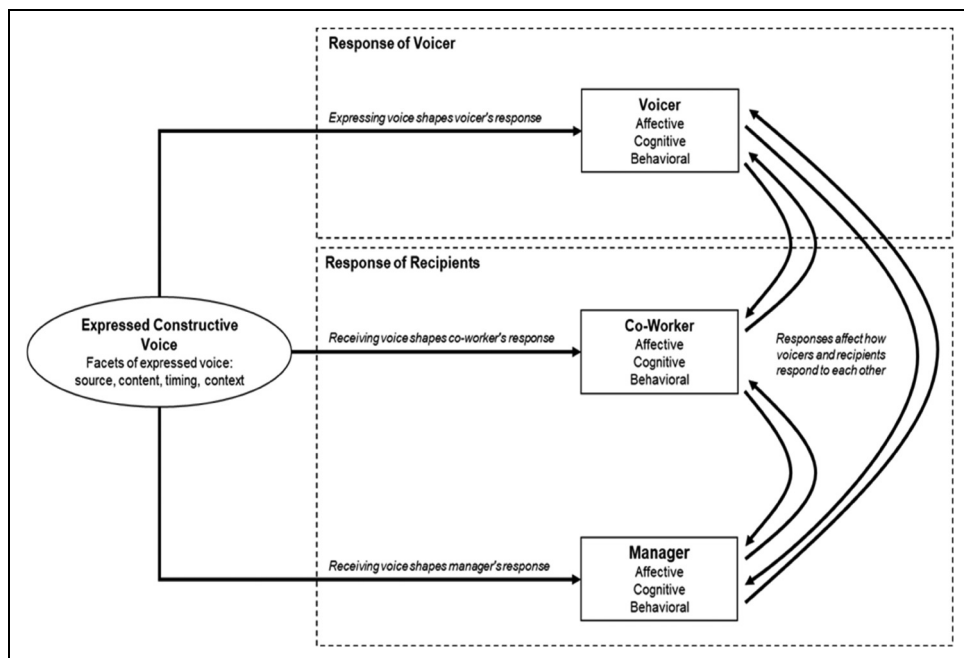 Response of Voicer
Expressing voice shapes voicer's response
Voicer
Affective
Cognitive
Behavioral
Response of Recipients
Expressed Constructive
Voice
Facets of expressed voice:
source, content, timing, context
Receiving voice shapes co-worker's response
Co-Worker
Affective
Cognitive
Behavioral
Responses affect how
voicers and recipients
respond to each other
Receiving voice shapes manager's response
Manager
Affective
Cognitive
Behavioral